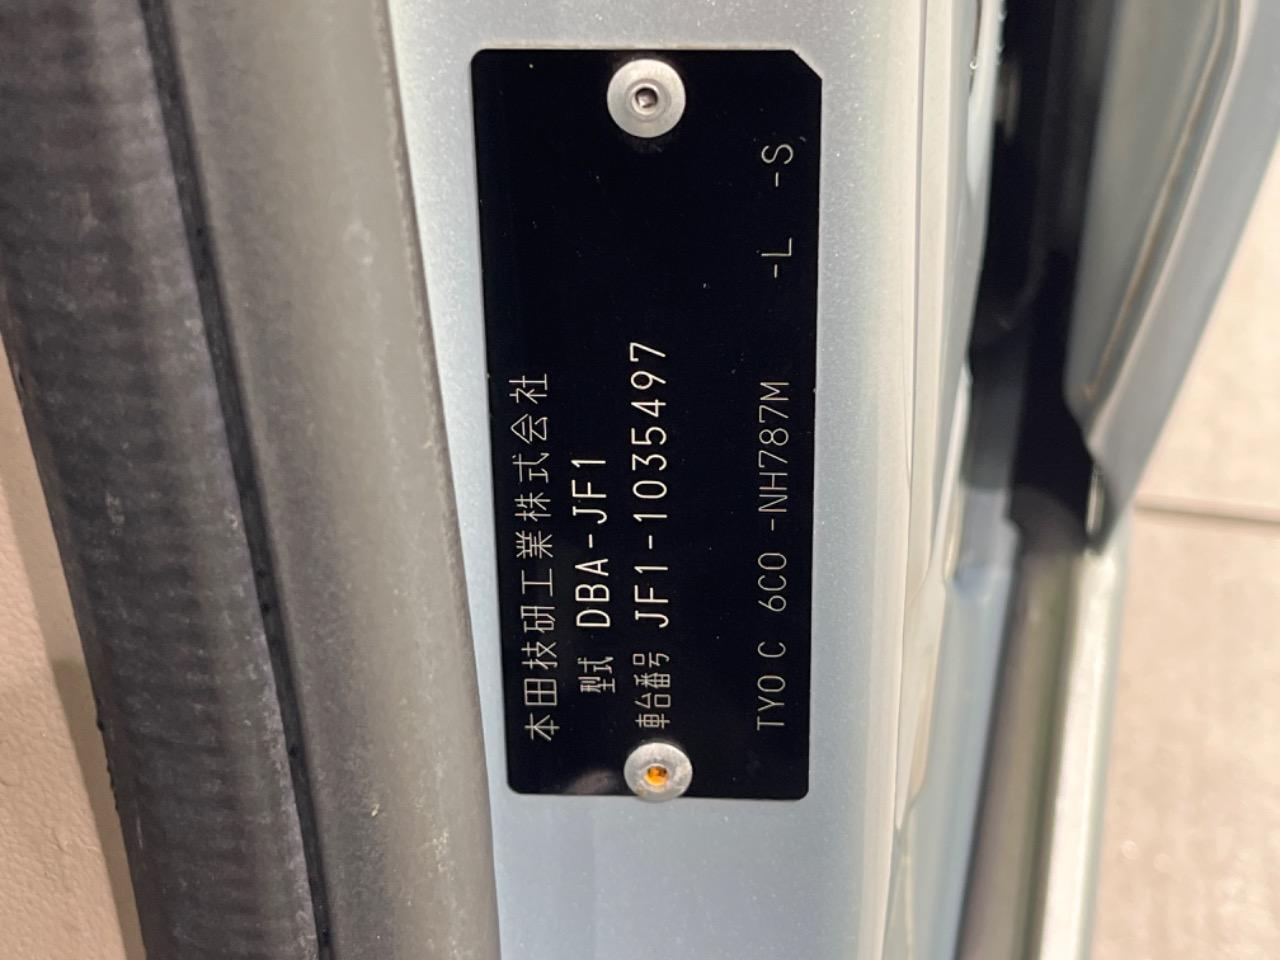 本田技研工業株式会社
型式 DBA-JF1
車台番号 JF1-1035497
TY0 C 6C0 -NH787M -L -S